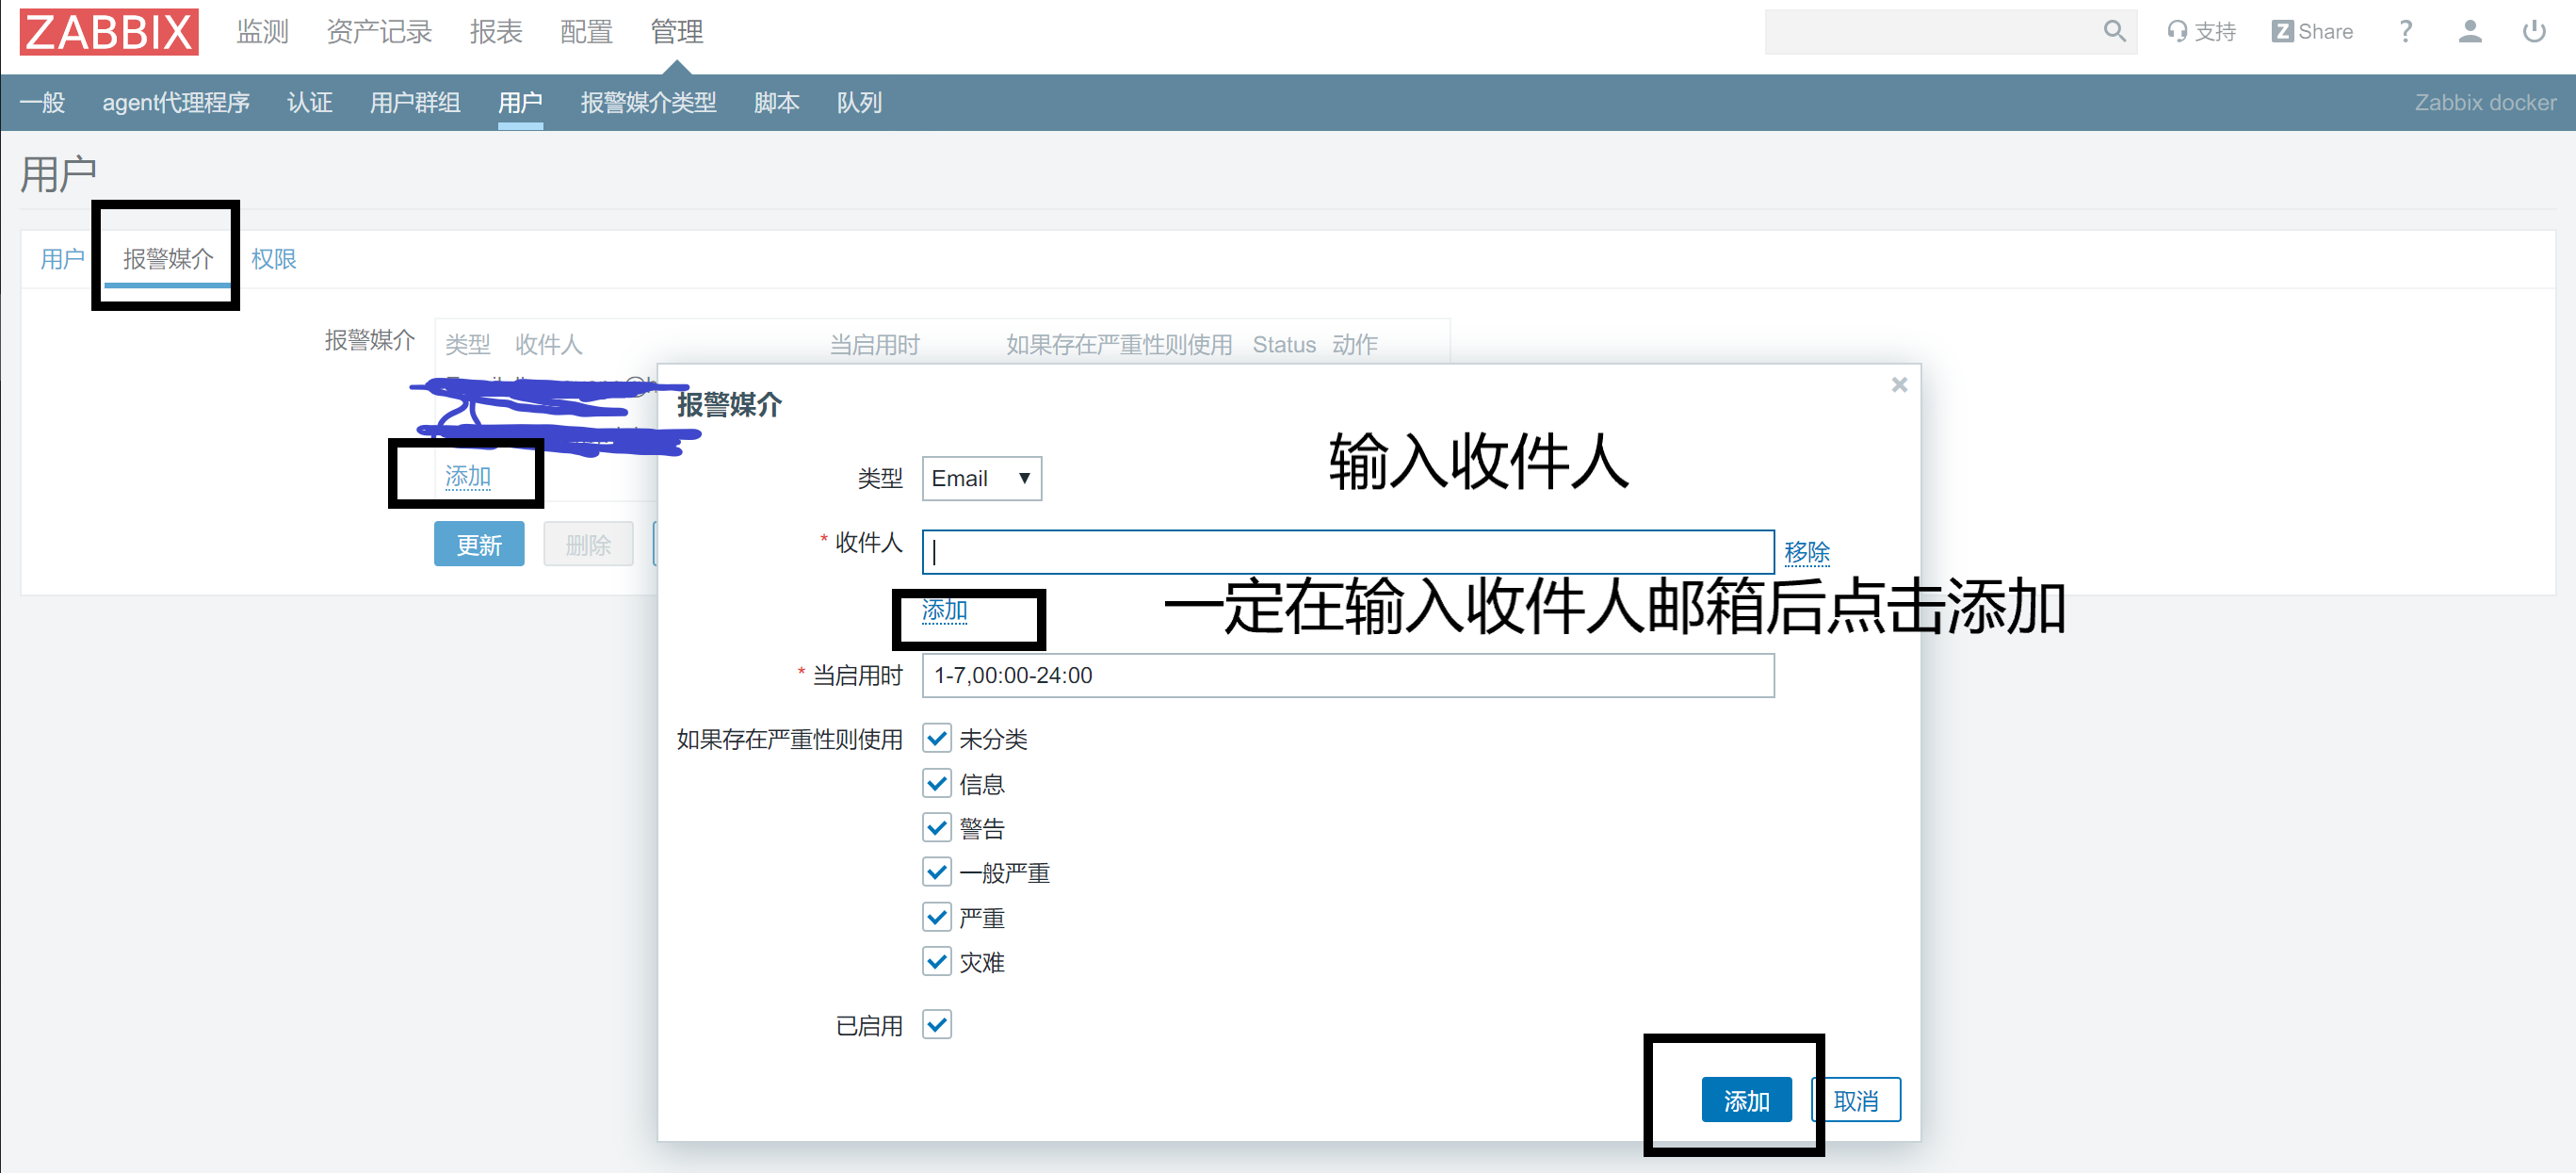 ZABBIX 监测 资产记录 报表 配置 管理 支持 Z Share ?
一般 agent代理程序 认证 用户群组 用户 报警媒介类型 脚本 队列 Zabbix docker
用户
用户 报警媒介 权限
报警媒介 类型 收件人 当启用时 如果存在严重性则使用 Status 动作
报警媒介
输入收件人
类型 Email
添加
* 收件人 移除
更新 删除
添加
一定在输入收件人邮箱后点击添加
* 当启用时 1-7,00:00-24:00
如果存在严重性则使用 未分类
信息
警告
一般严重
严重
灾难
已启用
添加 取消